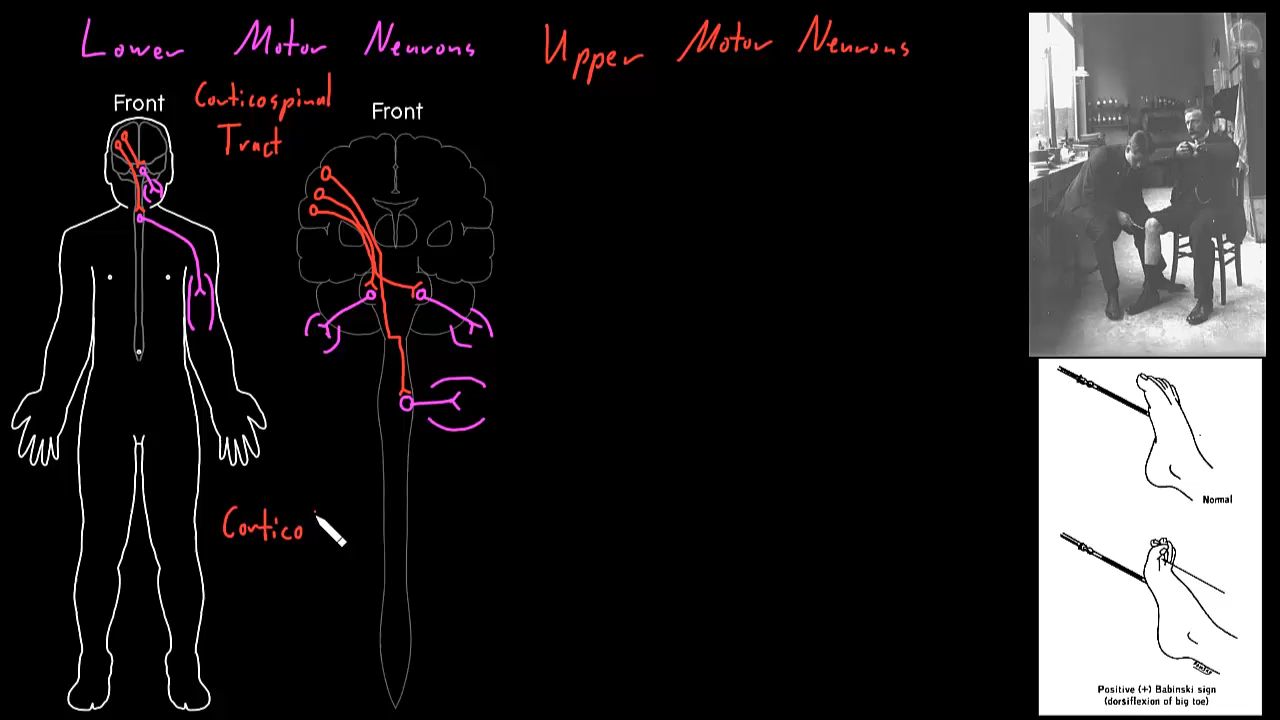 Lower Motor Neurons
Upper Motor Neurons
Front
Corticospinal
Tract
Front
Cortico
Normal
Positive (+) Babinski sign
(dorsiflexion of big toe)